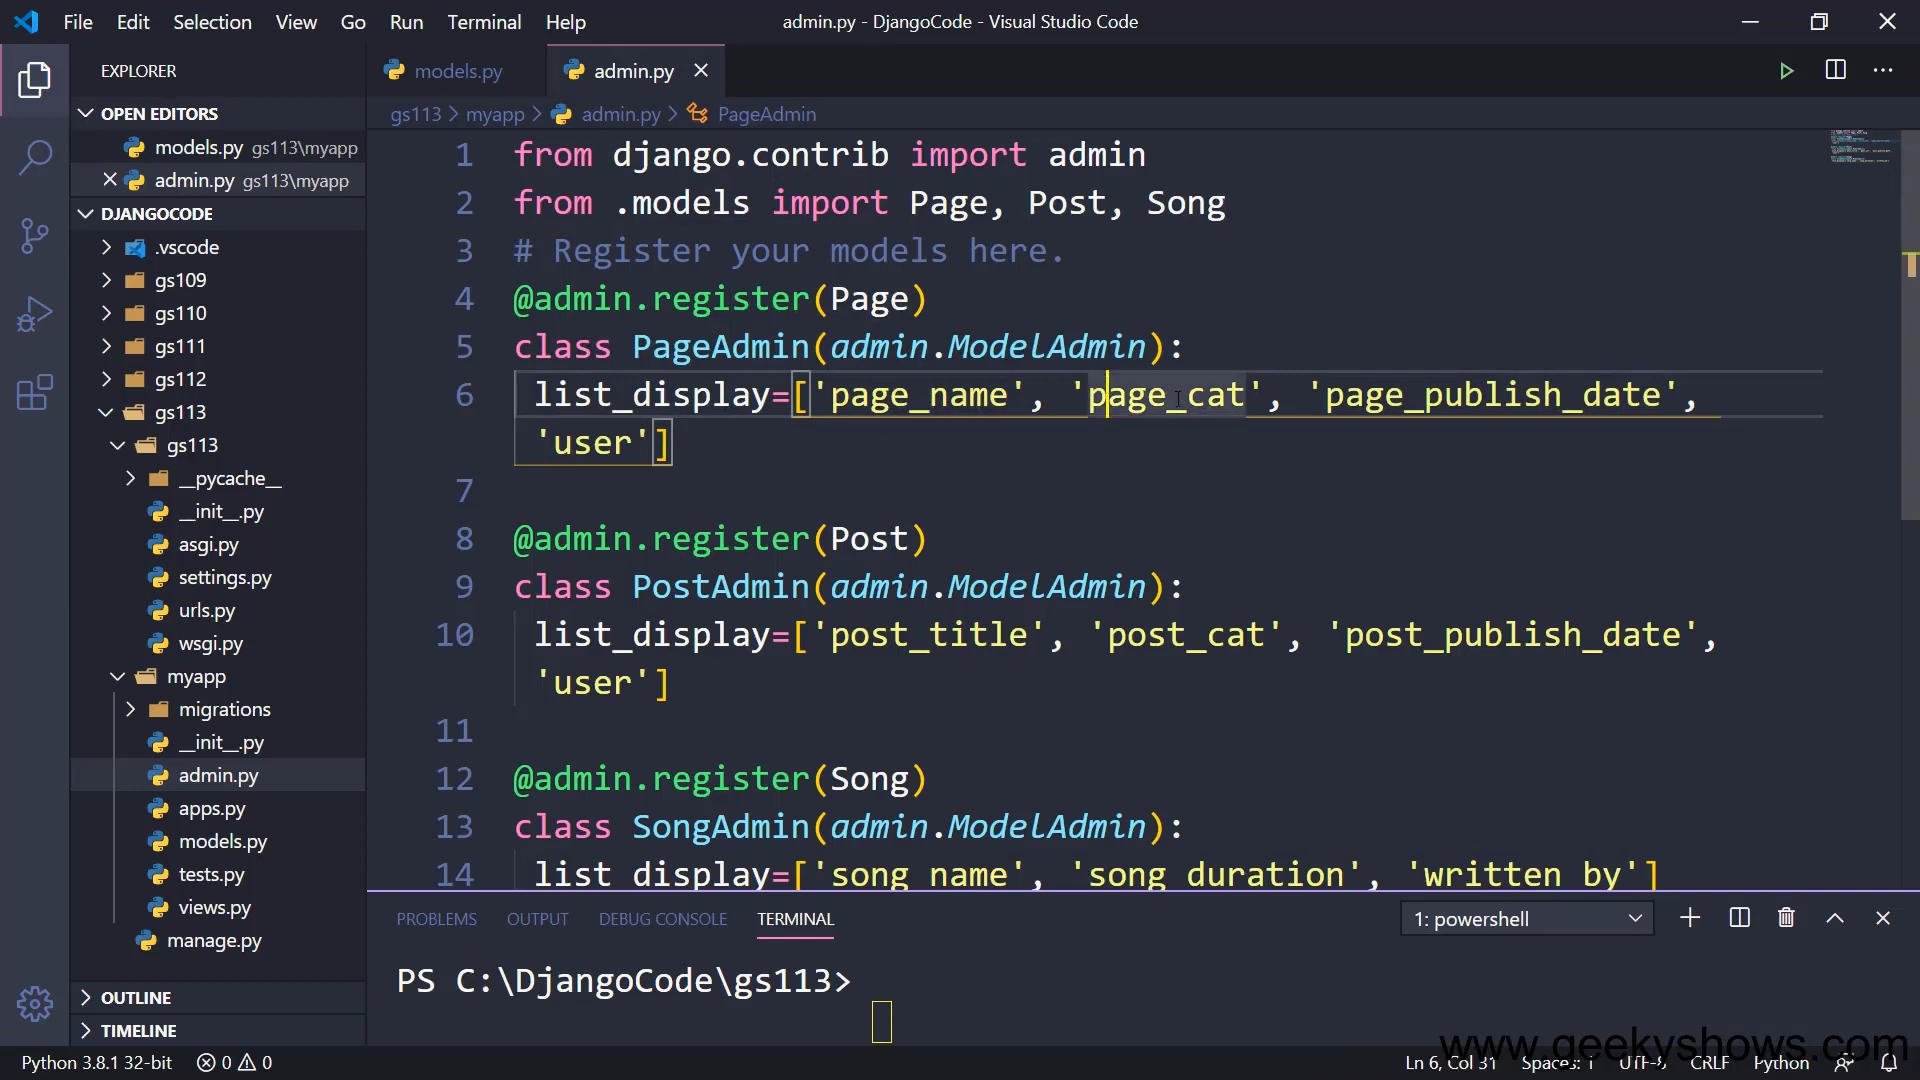 File Edit Selection View Go Run Terminal Help
admin.py - DjangoCode - Visual Studio Code
EXPLORER
OPEN EDITORS
models.py gs113\myapp
admin.py gs113\myapp
DJANGOCODE
.vscode
gs109
gs110
gs111
gs112
gs113
gs113
__pycache__
__init__.py
asgi.py
settings.py
urls.py
wsgi.py
myapp
migrations
__init__.py
admin.py
apps.py
models.py
tests.py
views.py
manage.py
OUTLINE
TIMELINE
models.py admin.py
gs113 > myapp > admin.py > PageAdmin
1 from django.contrib import admin
2 from .models import Page, Post, Song
3 # Register your models here.
4 @admin.register(Page)
5 class PageAdmin(admin.ModelAdmin):
6 list_display=['page_name', 'page_cat', 'page_publish_date',
'user']
7
8 @admin.register(Post)
9 class PostAdmin(admin.ModelAdmin):
10 list_display=['post_title', 'post_cat', 'post_publish_date',
'user']
11
12 @admin.register(Song)
13 class SongAdmin(admin.ModelAdmin):
14 list_display=['song_name', 'song_duration', 'written_by']
PROBLEMS OUTPUT DEBUG CONSOLE TERMINAL
1: powershell
PS C:\DjangoCode\gs113>
www.geekyshows.com
Python 3.8.1 32-bit 0 0
Ln 6, Col 31 Spaces: 1 UTF-8 CRLF Python